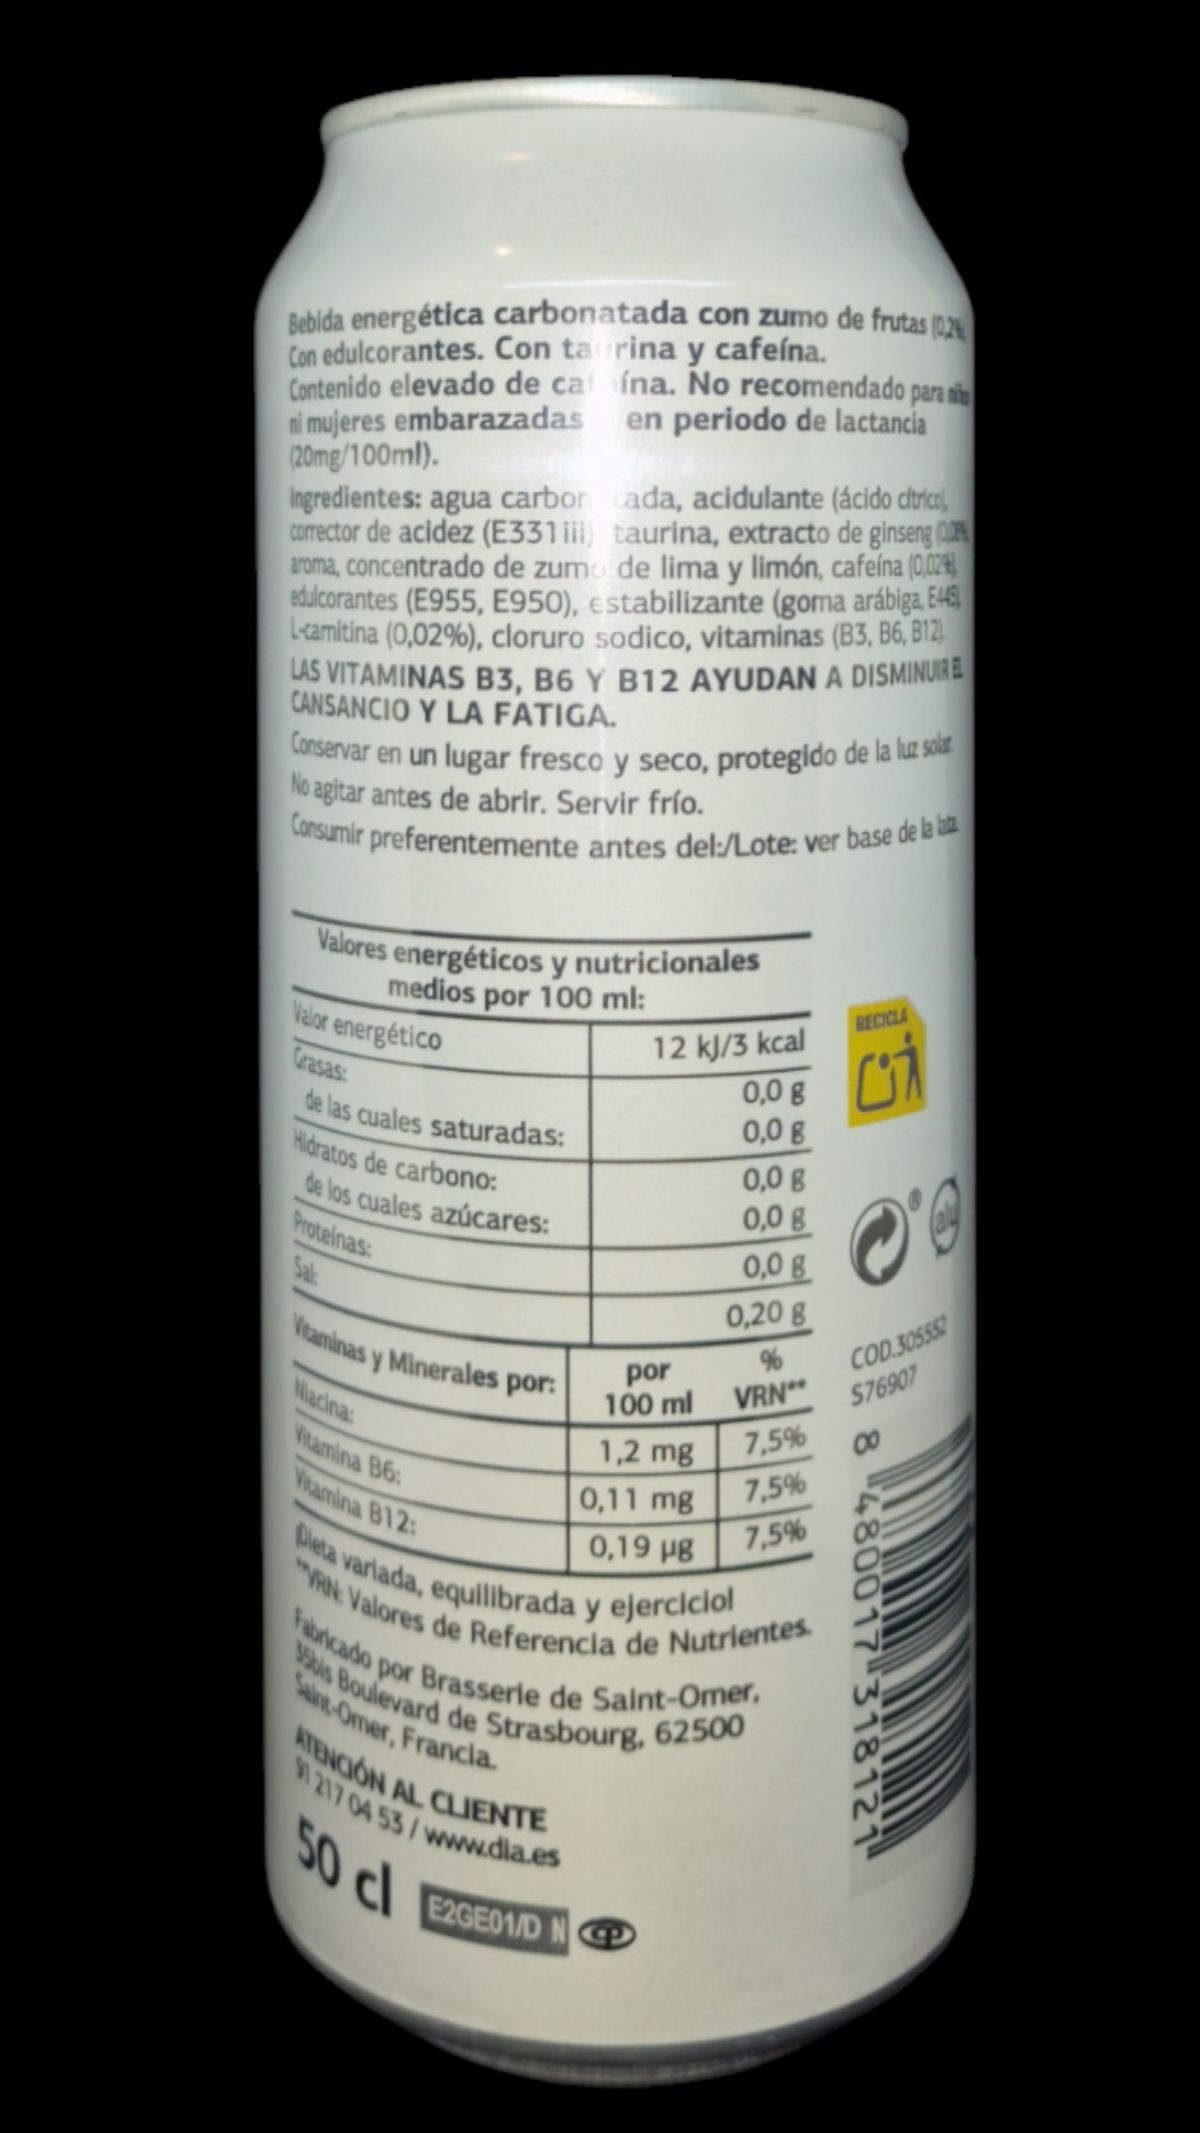 Bebida energética carbonatada con zumo de frutas (0,2%)
Con edulcorantes. Con taurina y cafeína.
Contenido elevado de cafeína. No recomendado para niños
ni mujeres embarazadas en periodo de lactancia
(20mg/100ml).
Ingredientes: agua carbonatada, acidulante (ácido cítrico),
corrector de acidez (E331iii) taurina, extracto de ginseng
aroma, concentrado de zumo de lima y limón, cafeína (0,02%),
edulcorantes (E955, E950), estabilizante (goma arábiga, E445),
L-carnitina (0,02%), cloruro sodico, vitaminas (B3, B6, B12).
LAS VITAMINAS B3, B6 Y B12 AYUDAN A DISMINUIR EL
CANSANCIO Y LA FATIGA.
Conservar en un lugar fresco y seco, protegido de la luz solar.
No agitar antes de abrir. Servir frío.
Consumir preferentemente antes del:/Lote: ver base de la lata.
Valores energéticos y nutricionales
medios por 100 ml:
Valor energético 12 kJ/3 kcal
Grasas: 0,0 g
de las cuales saturadas: 0,0 g
Hidratos de carbono: 0,0 g
de los cuales azúcares: 0,0 g
Proteínas: 0,0 g
Sal: 0,20 g
Vitaminas y Minerales por: por 100 ml % VRN**
Niacina: 1,2 mg 7,5%
Vitamina B6: 0,11 mg 7,5%
Vitamina B12: 0,19 µg 7,5%
¡Dieta variada, equilibrada y ejercicio!
**VRN: Valores de Referencia de Nutrientes.
Fabricado por Brasserie de Saint-Omer,
35bis Boulevard de Strasbourg, 62500
Saint-Omer, Francia.
ATENCIÓN AL CLIENTE
91 217 04 53 / www.dia.es
50 cl
E2GE01/D N
RECICLA
® alu
COD.305552
S76907
8 480017 318121